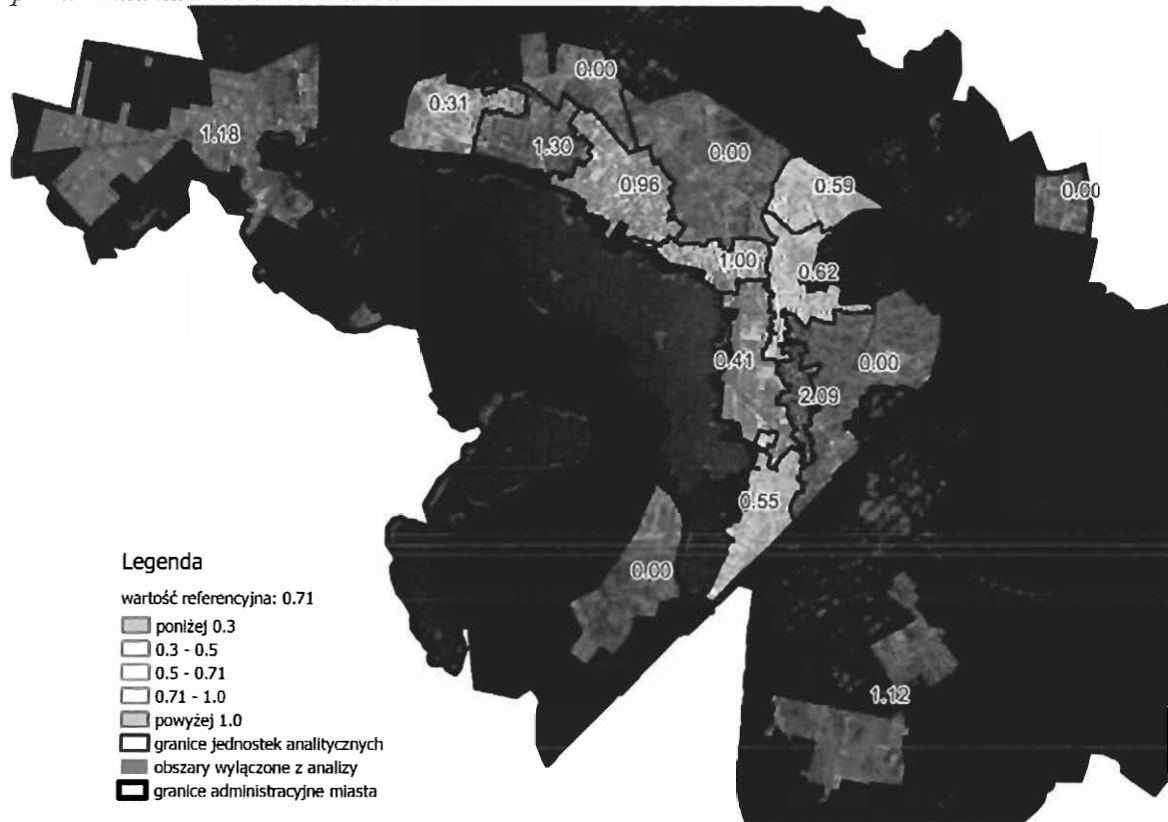 0.00
0.31
1.18
1.30
0.00
0.96
0.59
0.00
1.00
0.62
0.41
0.00
2.09
0.55
0.00
1.12
Legenda
wartość referencyjna: 0.71
poniżej 0.3
0.3 - 0.5
0.5 - 0.71
0.71 - 1.0
powyżej 1.0
granice jednostek analitycznych
obszary wyłączone z analizy
granice administracyjne miasta